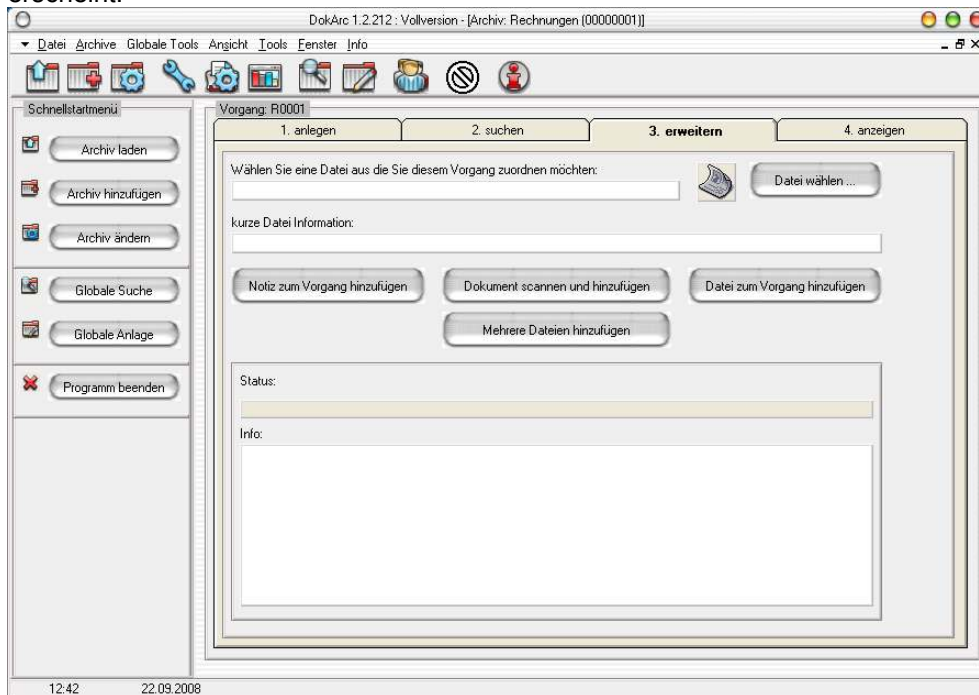 erscheint.
DokArc 1.2.212 : Vollversion - [Archiv: Rechnungen (00000001)]
Datei Archive Globale Tools Ansicht Tools Fenster Info
Schnellstartmenü
Archiv laden
Archiv hinzufügen
Archiv ändern
Globale Suche
Globale Anlage
Programm beenden
Vorgang: R0001
1. anlegen 2. suchen 3. erweitern 4. anzeigen
Wählen Sie eine Datei aus die Sie diesem Vorgang zuordnen möchten:
Datei wählen ...
kurze Datei Information:
Notiz zum Vorgang hinzufügen Dokument scannen und hinzufügen Datei zum Vorgang hinzufügen
Mehrere Dateien hinzufügen
Status:
Info:
12:42 22.09.2008